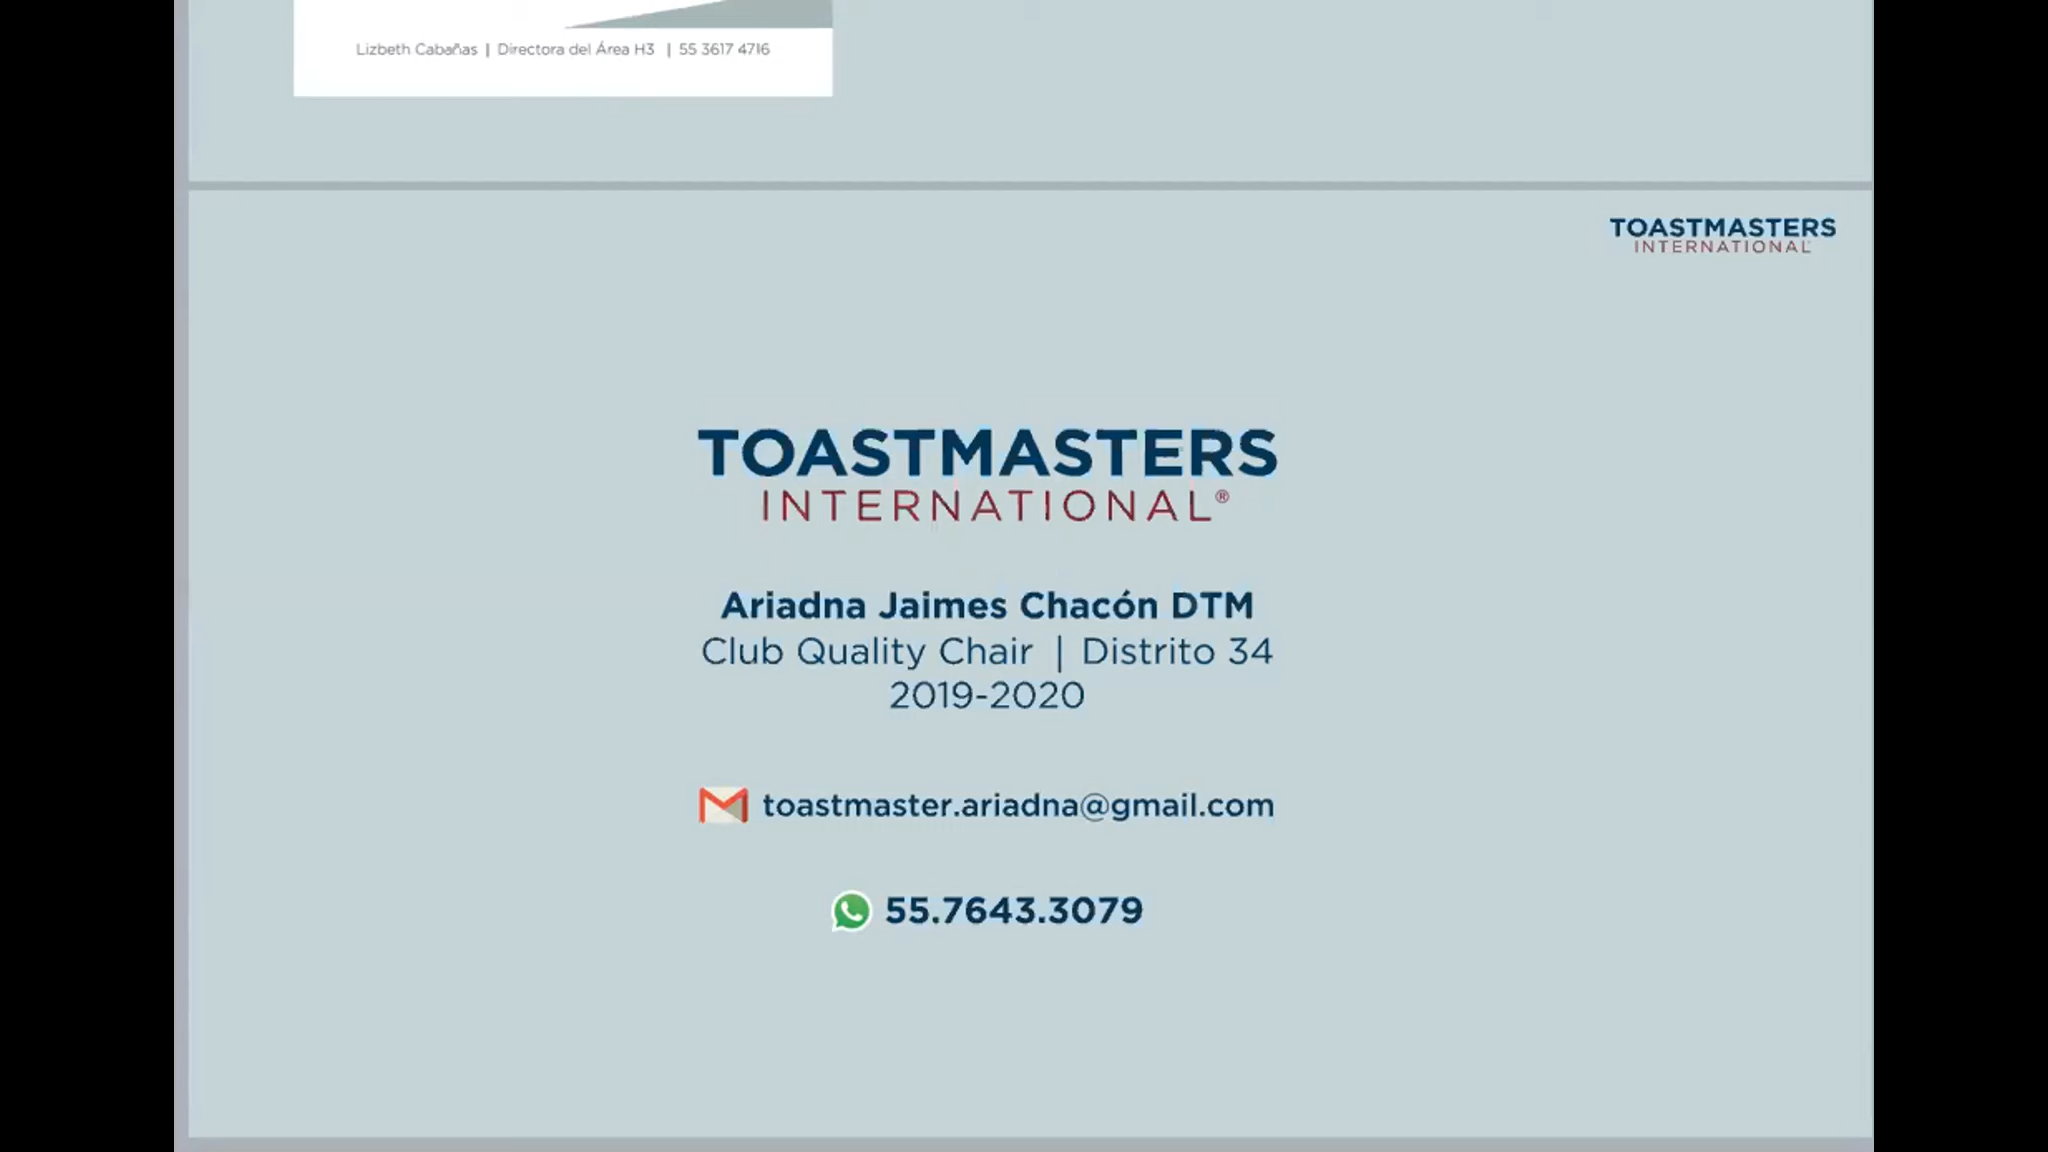 Lizbeth Cabañas | Directora del Área H3 | 55 3617 4716
TOASTMASTERS
INTERNATIONAL
TOASTMASTERS
INTERNATIONAL®
Ariadna Jaimes Chacón DTM
Club Quality Chair | Distrito 34
2019-2020
toastmaster.ariadna@gmail.com
55.7643.3079